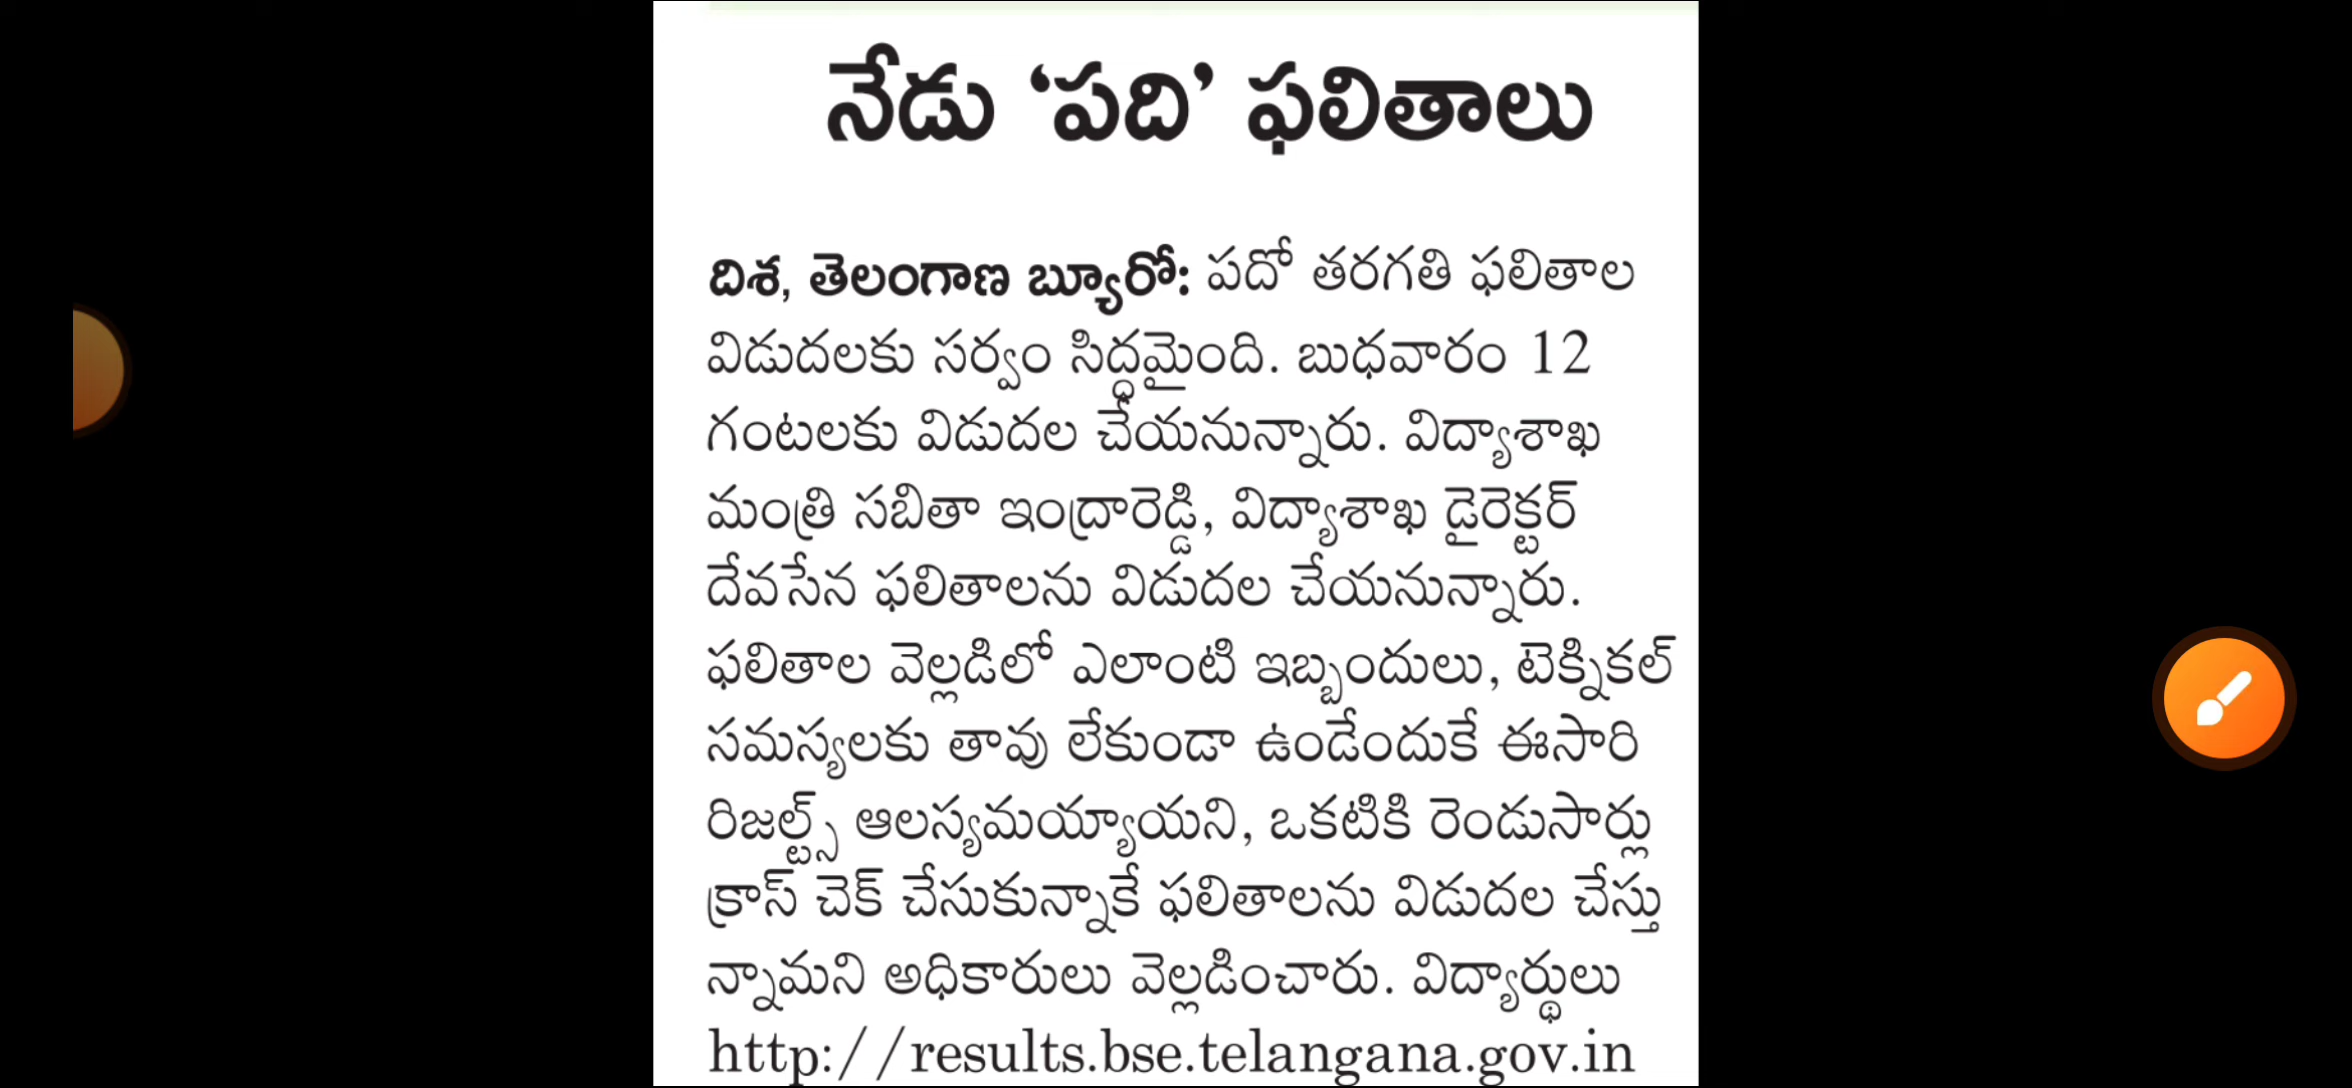 నేడు ‘పది’ ఫలితాలు
దిశ, తెలంగాణ బ్యూరో: పదో తరగతి ఫలితాల
విడుదలకు సర్వం సిద్ధమైంది. బుధవారం 12
గంటలకు విడుదల చేయనున్నారు. విద్యాశాఖ
మంత్రి సబితా ఇంద్రారెడ్డి, విద్యాశాఖ డైరెక్టర్
దేవసేన ఫలితాలను విడుదల చేయనున్నారు.
ఫలితాల వెల్లడిలో ఎలాంటి ఇబ్బందులు, టెక్నికల్
సమస్యలకు తావు లేకుండా ఉండేందుకే ఈసారి
రిజల్ట్స్ ఆలస్యమయ్యాయని, ఒకటికి రెండుసార్లు
క్రాస్ చెక్ చేసుకున్నాకే ఫలితాలను విడుదల చేస్తు
న్నామని అధికారులు వెల్లడించారు. విద్యార్థులు
http://results.bse.telangana.gov.in